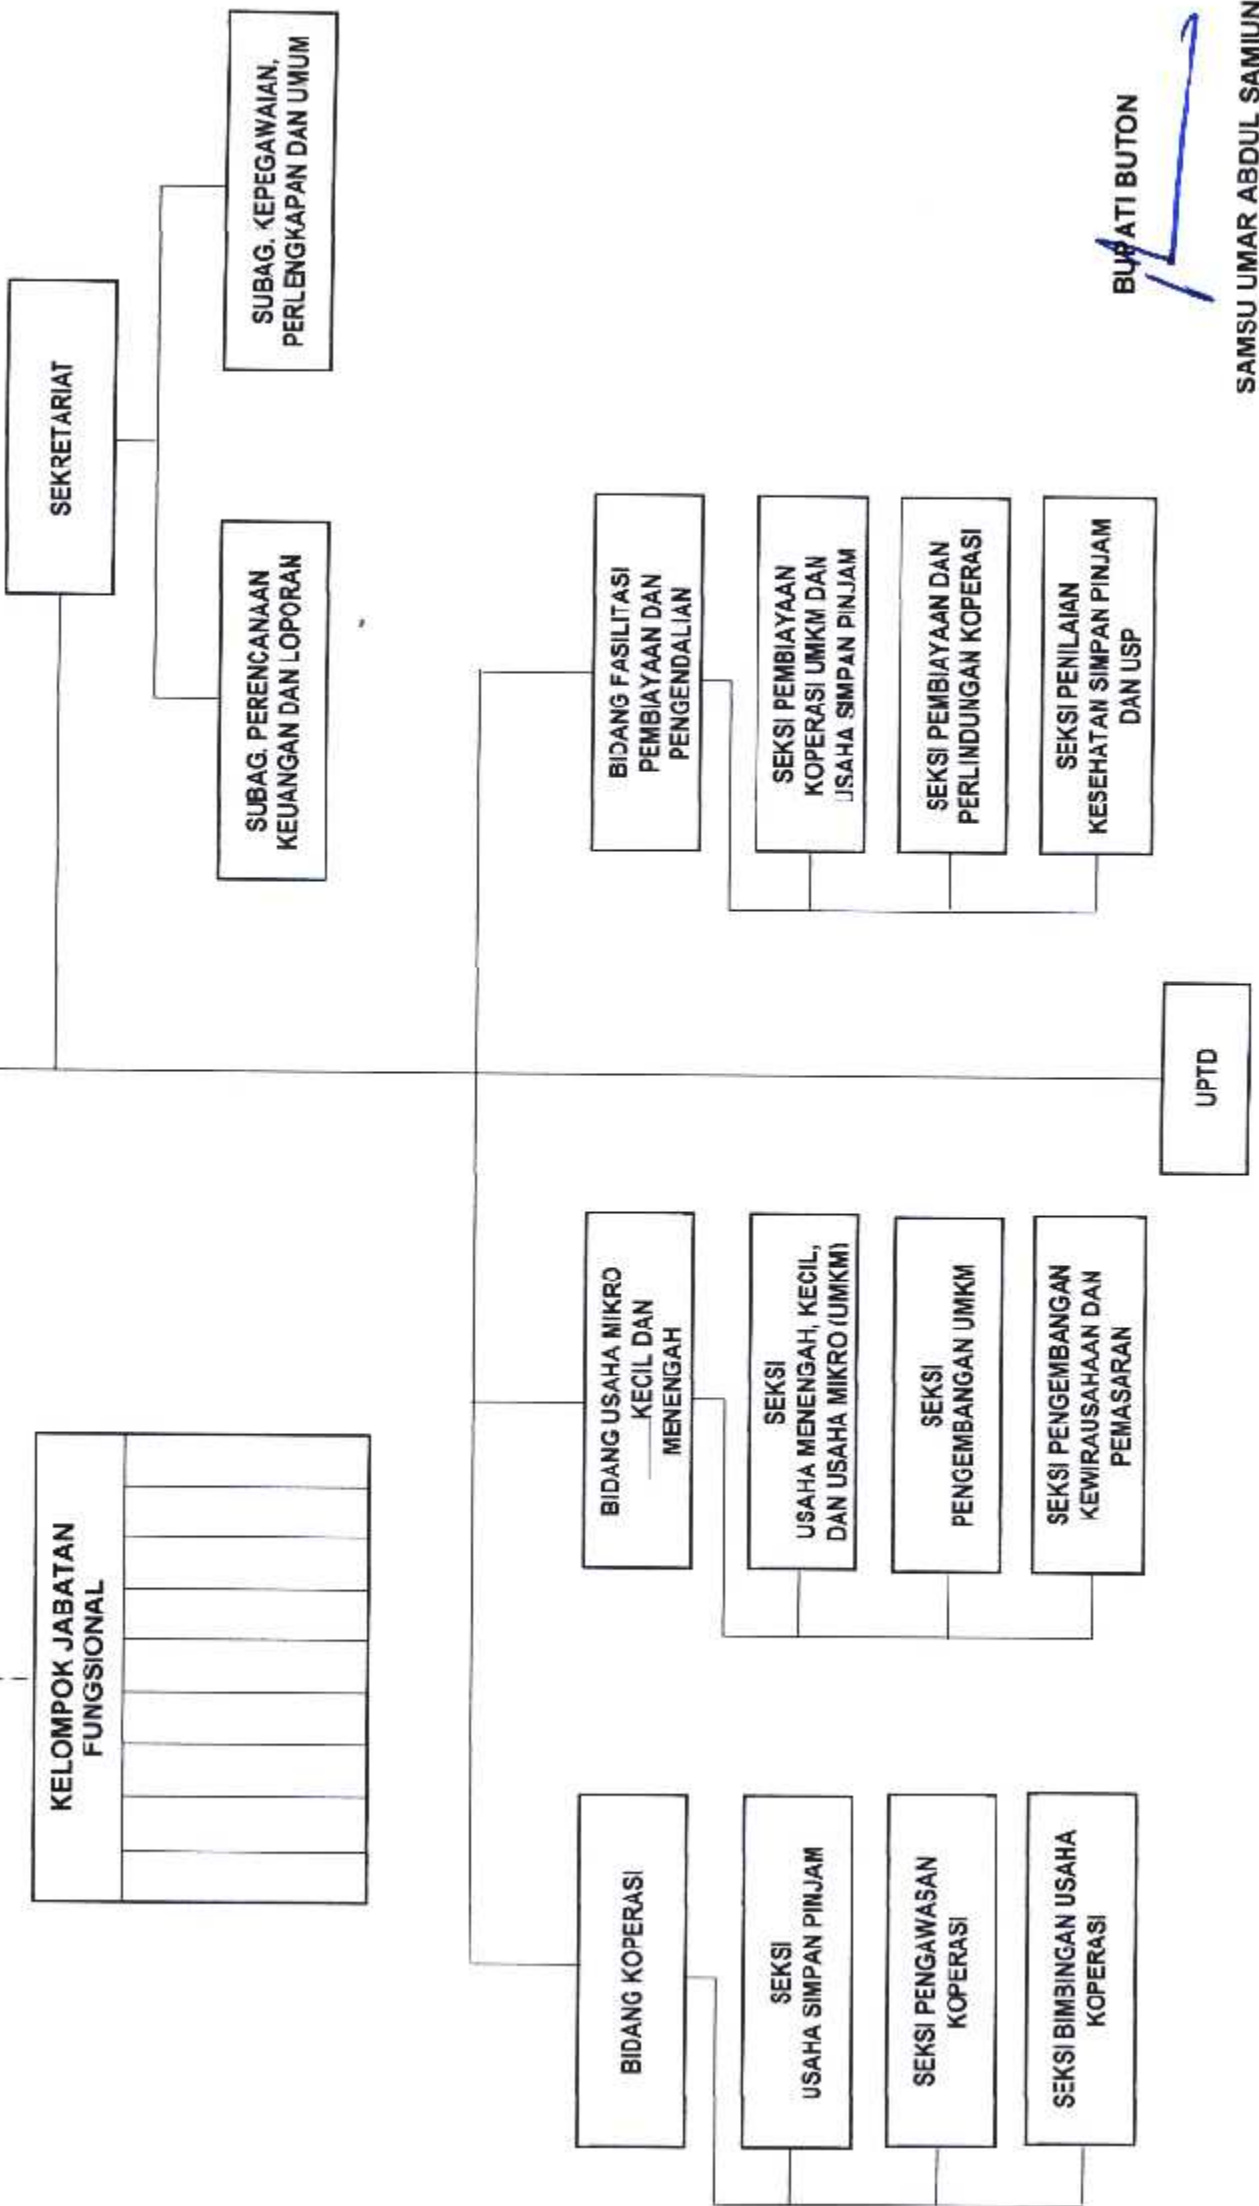 SEKRETARIAT
KELOMPOK JABATAN
FUNGSIONAL
SUBAG. PERENCANAAN
KEUANGAN DAN LOPORAN
SUBAG. KEPEGAWAIAN,
PERLENGKAPAN DAN UMUM
BIDANG KOPERASI
BIDANG USAHA MIKRO
KECIL DAN
MENENGAH
BIDANG FASILITASI
PEMBIAYAAN DAN
PENGENDALIAN
SEKSI
USAHA SIMPAN PINJAM
SEKSI
USAHA MENENGAH, KECIL,
DAN USAHA MIKRO (UMKM)
SEKSI PEMBIAYAAN
KOPERASI UMKM DAN
USAHA SIMPAN PINJAM
SEKSI PENGAWASAN
KOPERASI
SEKSI
PENGEMBANGAN UMKM
SEKSI PEMBIAYAAN DAN
PERLINDUNGAN KOPERASI
SEKSI BIMBINGAN USAHA
KOPERASI
SEKSI PENGEMBANGAN
KEWIRAUSAHAAN DAN
PEMASARAN
SEKSI PENILAIAN
KESEHATAN SIMPAN PINJAM
DAN USP
UPTD
BUPATI BUTON
SAMSU UMAR ABDUL SAMIUN